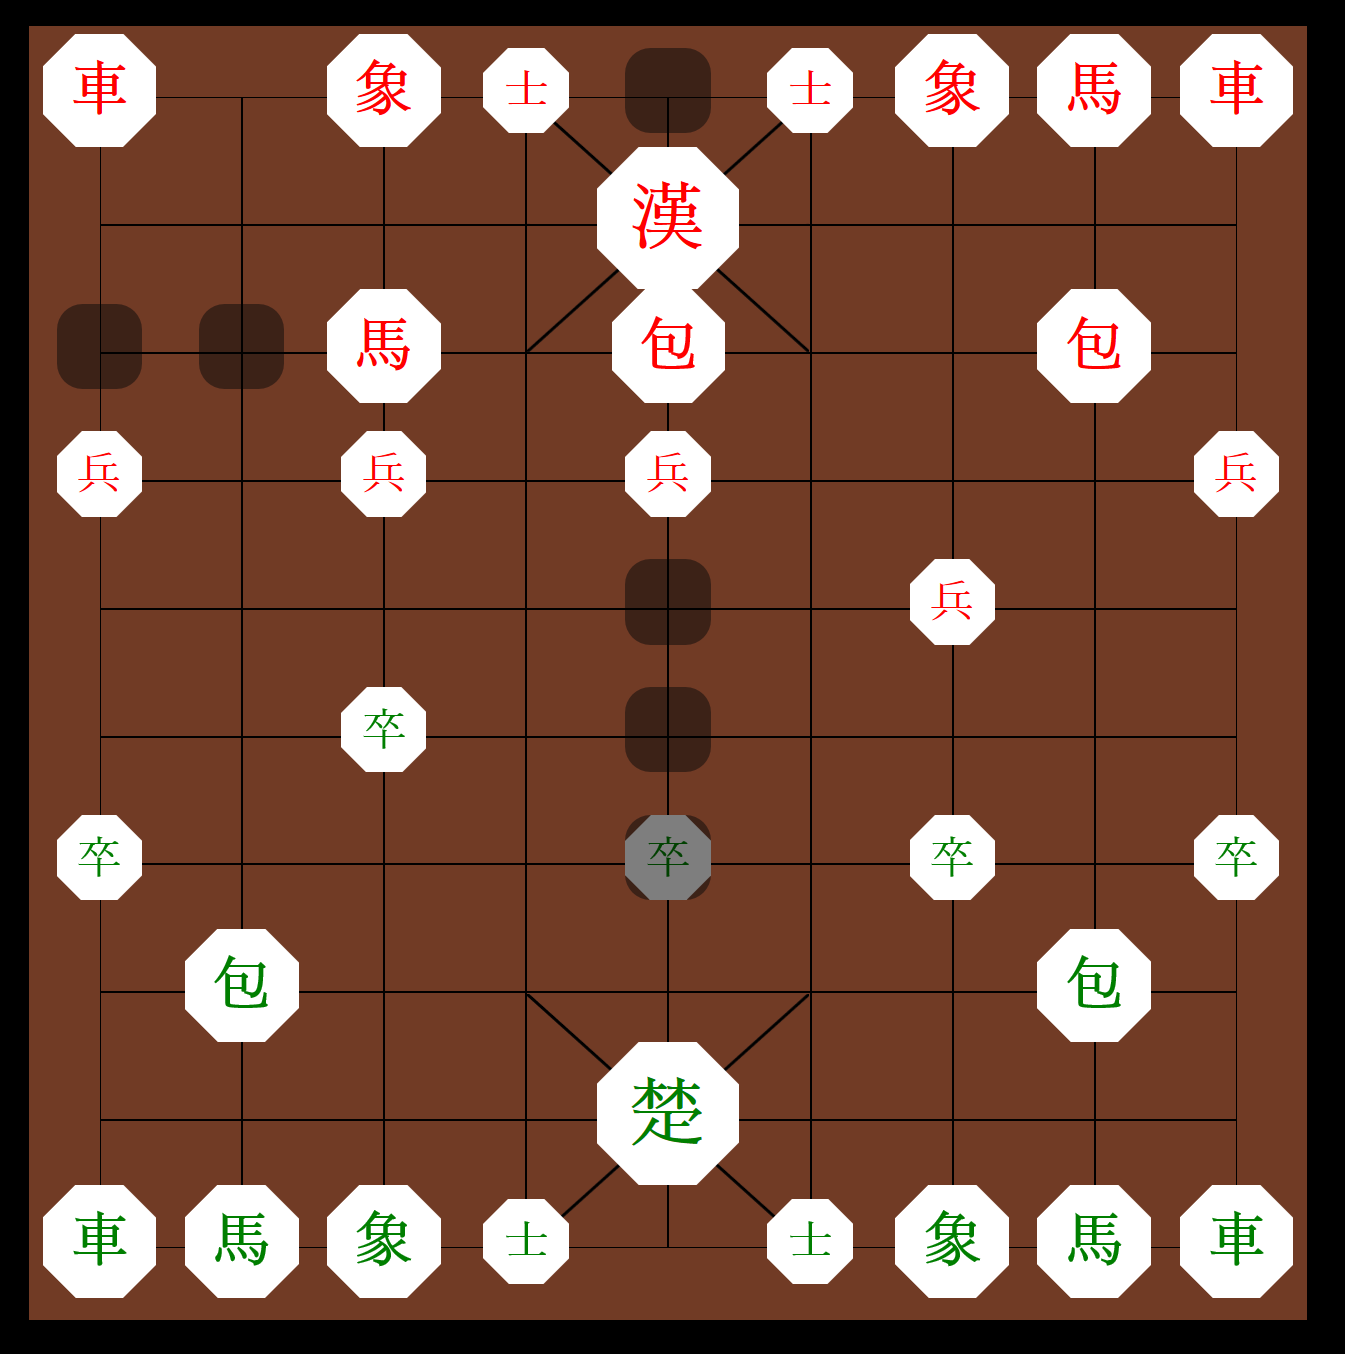 車 象 士 士 象 馬 車
漢
馬 包 包
兵 兵 兵 兵
兵
卒
卒 卒 卒 卒
包 包
楚
車 馬 象 士 士 象 馬 車